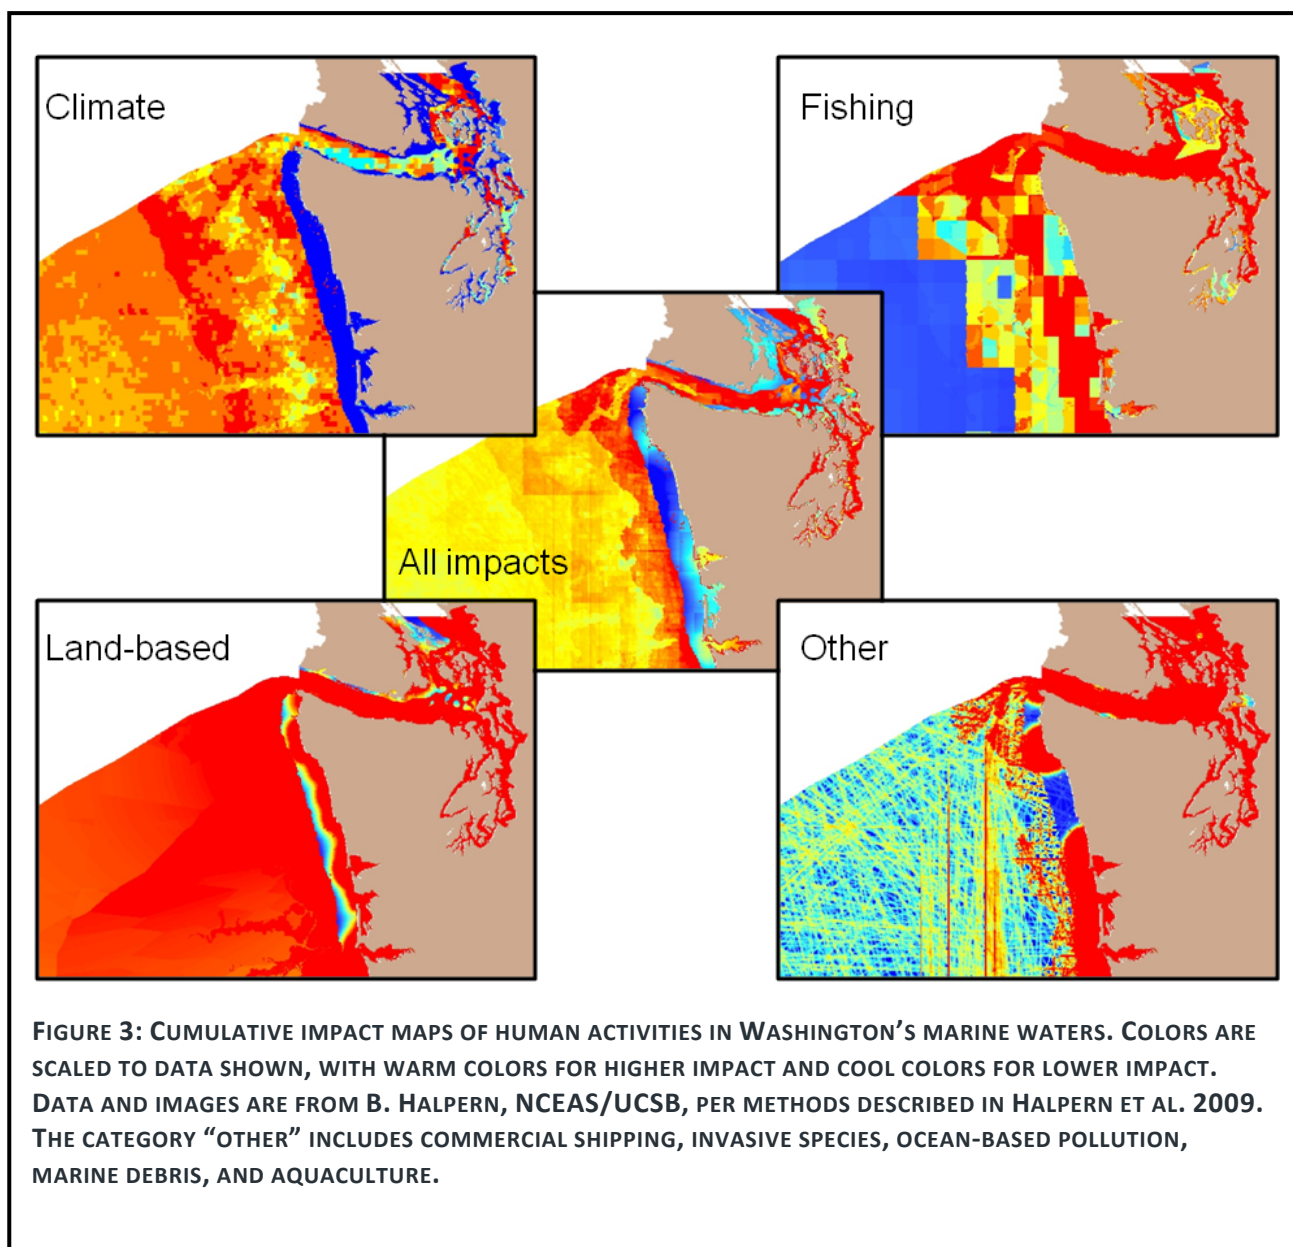 Climate
Fishing
All impacts
Land-based
Other
FIGURE 3: CUMULATIVE IMPACT MAPS OF HUMAN ACTIVITIES IN WASHINGTON’S MARINE WATERS. COLORS ARE
SCALED TO DATA SHOWN, WITH WARM COLORS FOR HIGHER IMPACT AND COOL COLORS FOR LOWER IMPACT.
DATA AND IMAGES ARE FROM B. HALPERN, NCEAS/UCSB, PER METHODS DESCRIBED IN HALPERN ET AL. 2009.
THE CATEGORY “OTHER” INCLUDES COMMERCIAL SHIPPING, INVASIVE SPECIES, OCEAN-BASED POLLUTION,
MARINE DEBRIS, AND AQUACULTURE.